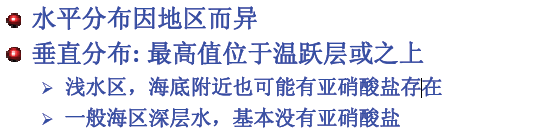 水平分布因地区而异
垂直分布: 最高值位于温跃层或之上
浅水区，海底附近也可能有亚硝酸盐存在
一般海区深层水，基本没有亚硝酸盐